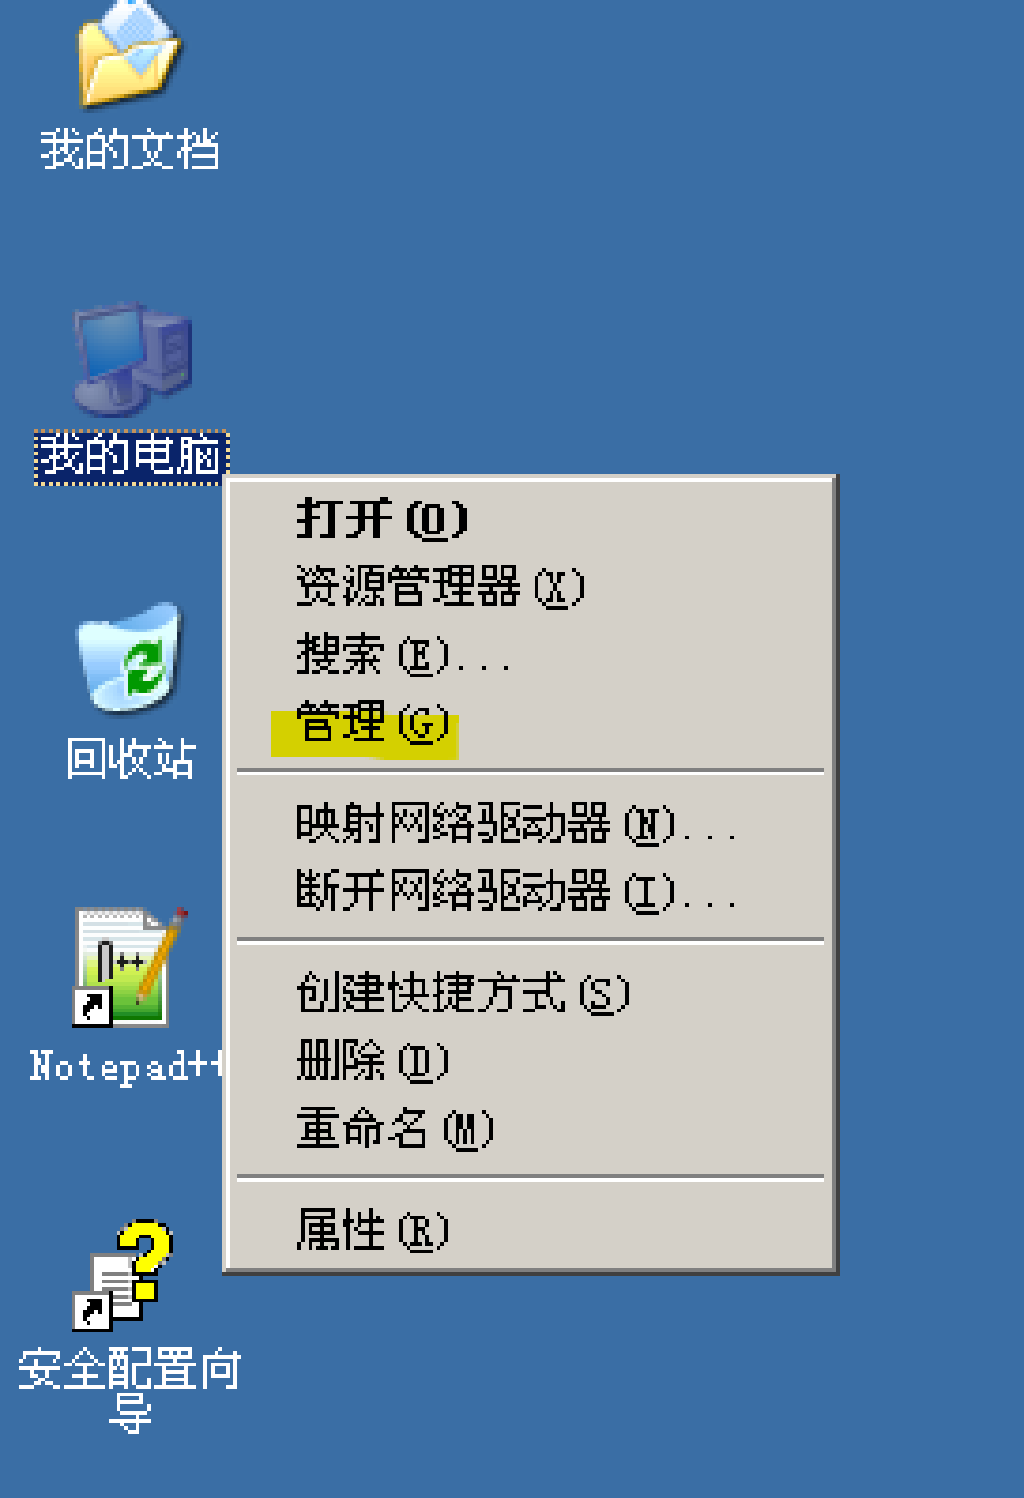 我的文档
我的电脑
打开(O)
资源管理器(X)
搜索(E)...
管理(G)
回收站
映射网络驱动器(N)...
断开网络驱动器(I)...
创建快捷方式(S)
删除(D)
Notepad++
重命名(M)
属性(R)
安全配置向
导